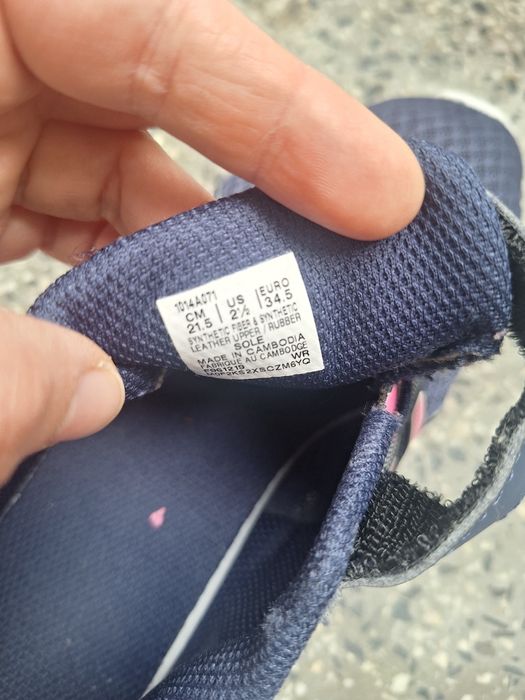 1014A071
CM | US | EURO
21.5 | 2½ | 34.5
SYNTHETIC FIBER & SYNTHETIC
LEATHER UPPER / RUBBER
SOLE
MADE IN CAMBODIA
FABRIQUÉ AU CAMBODGE
WR